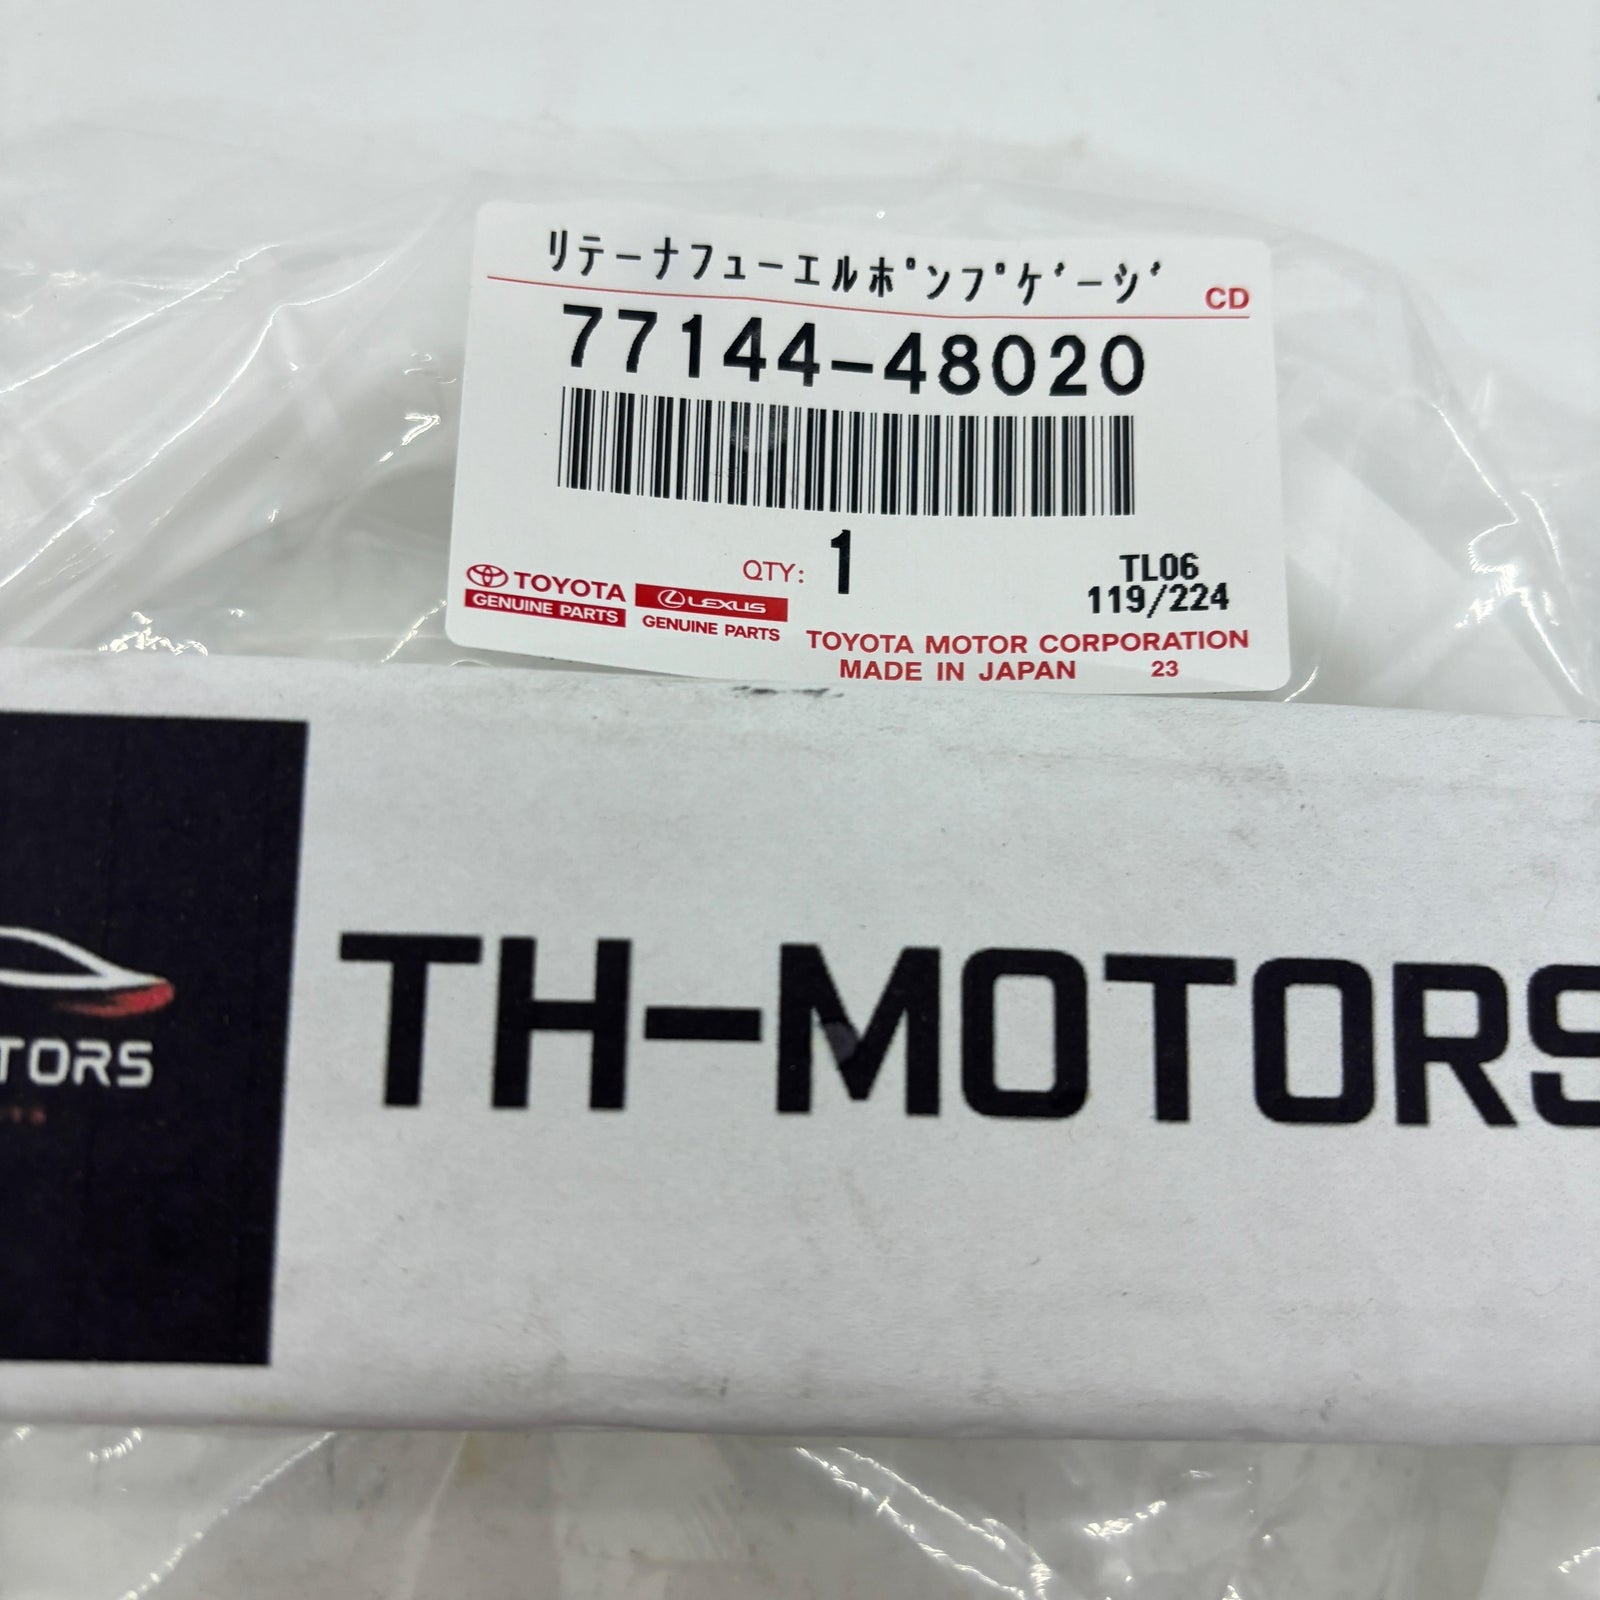 リテーナフューエルポンプゲージ
CD
77144-48020
QTY: 1
TL06
119/224
TOYOTA
GENUINE PARTS
LEXUS
GENUINE PARTS
TOYOTA MOTOR CORPORATION
MADE IN JAPAN 23
TH-MOTORS
TORS